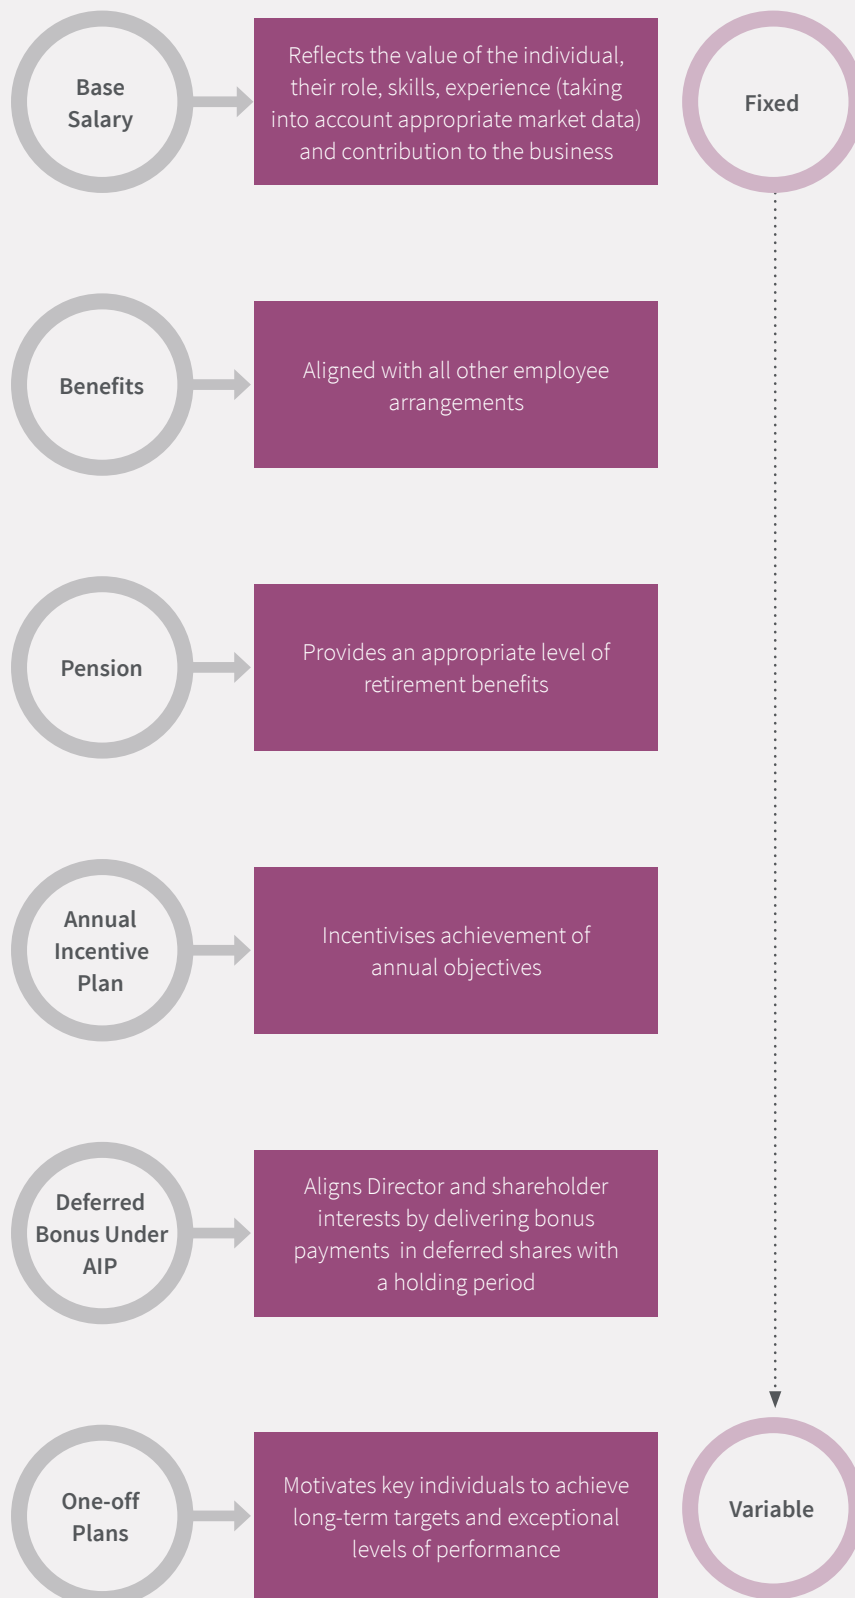 Base
Salary
Reflects the value of the individual,
their role, skills, experience (taking
into account appropriate market data)
and contribution to the business
Fixed
Benefits
Aligned with all other employee
arrangements
Pension
Provides an appropriate level of
retirement benefits
Annual
Incentive
Plan
Incentivises achievement of
annual objectives
Deferred
Bonus Under
AIP
Aligns Director and shareholder
interests by delivering bonus
payments  in deferred shares with
a holding period
One-off
Plans
Motivates key individuals to achieve
long-term targets and exceptional
levels of performance
Variable